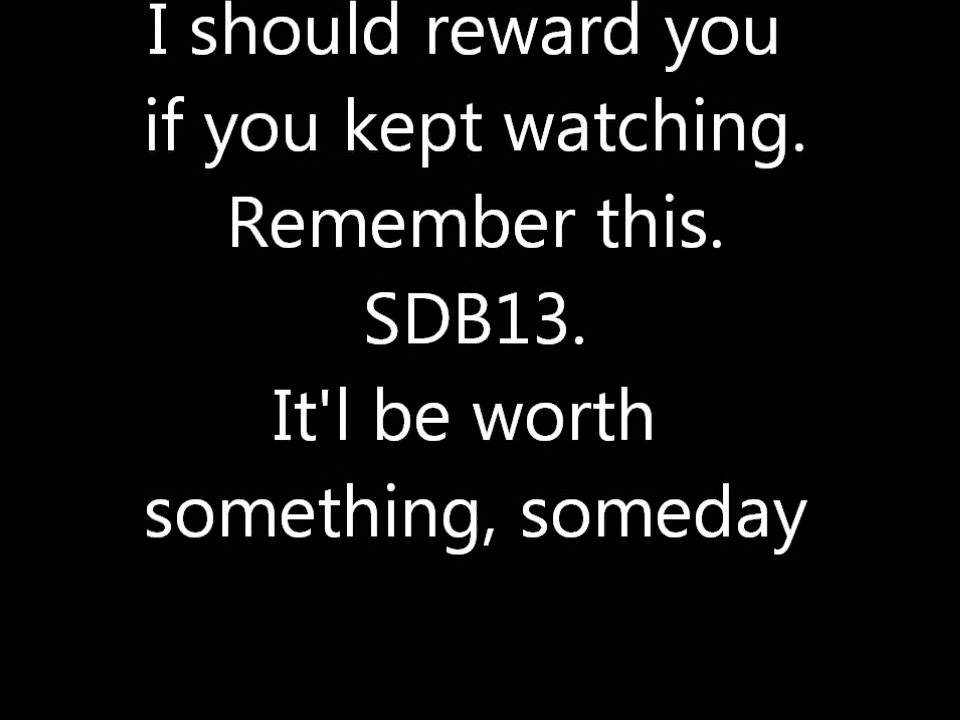 I should reward you
if you kept watching.
Remember this.
SDB13.
It'l be worth
something, someday